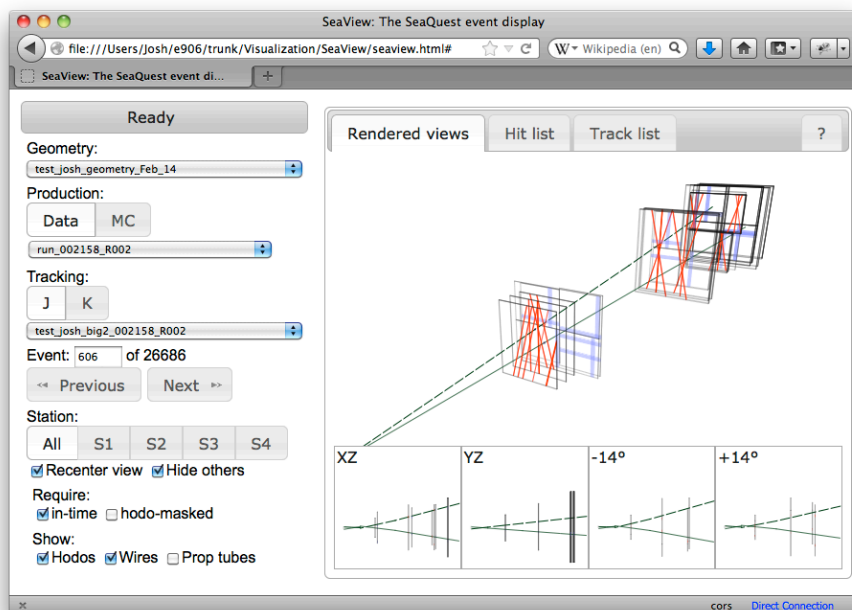 SeaView: The SeaQuest event display
file:///Users/Josh/e906/trunk/Visualization/SeaView/seaview.html#
W Wikipedia (en)
SeaView: The SeaQuest event di...
Ready
Geometry:
test_josh_geometry_Feb_14
Production:
Data MC
run_002158_R002
Tracking:
J K
test_josh_big2_002158_R002
Event: 606 of 26686
Previous Next
Station:
All S1 S2 S3 S4
Recenter view Hide others
Require:
in-time hodo-masked
Show:
Hodos Wires Prop tubes
Rendered views Hit list Track list ?
XZ YZ -14° +14°
cors Direct Connection